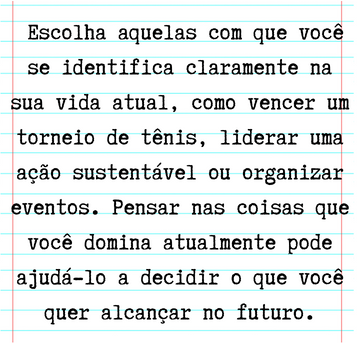 Escolha aquelas com que você
se identifica claramente na
sua vida atual, como vencer um
torneio de tênis, liderar uma
ação sustentável ou organizar
eventos. Pensar nas coisas que
você domina atualmente pode
ajudá-lo a decidir o que você
quer alcançar no futuro.